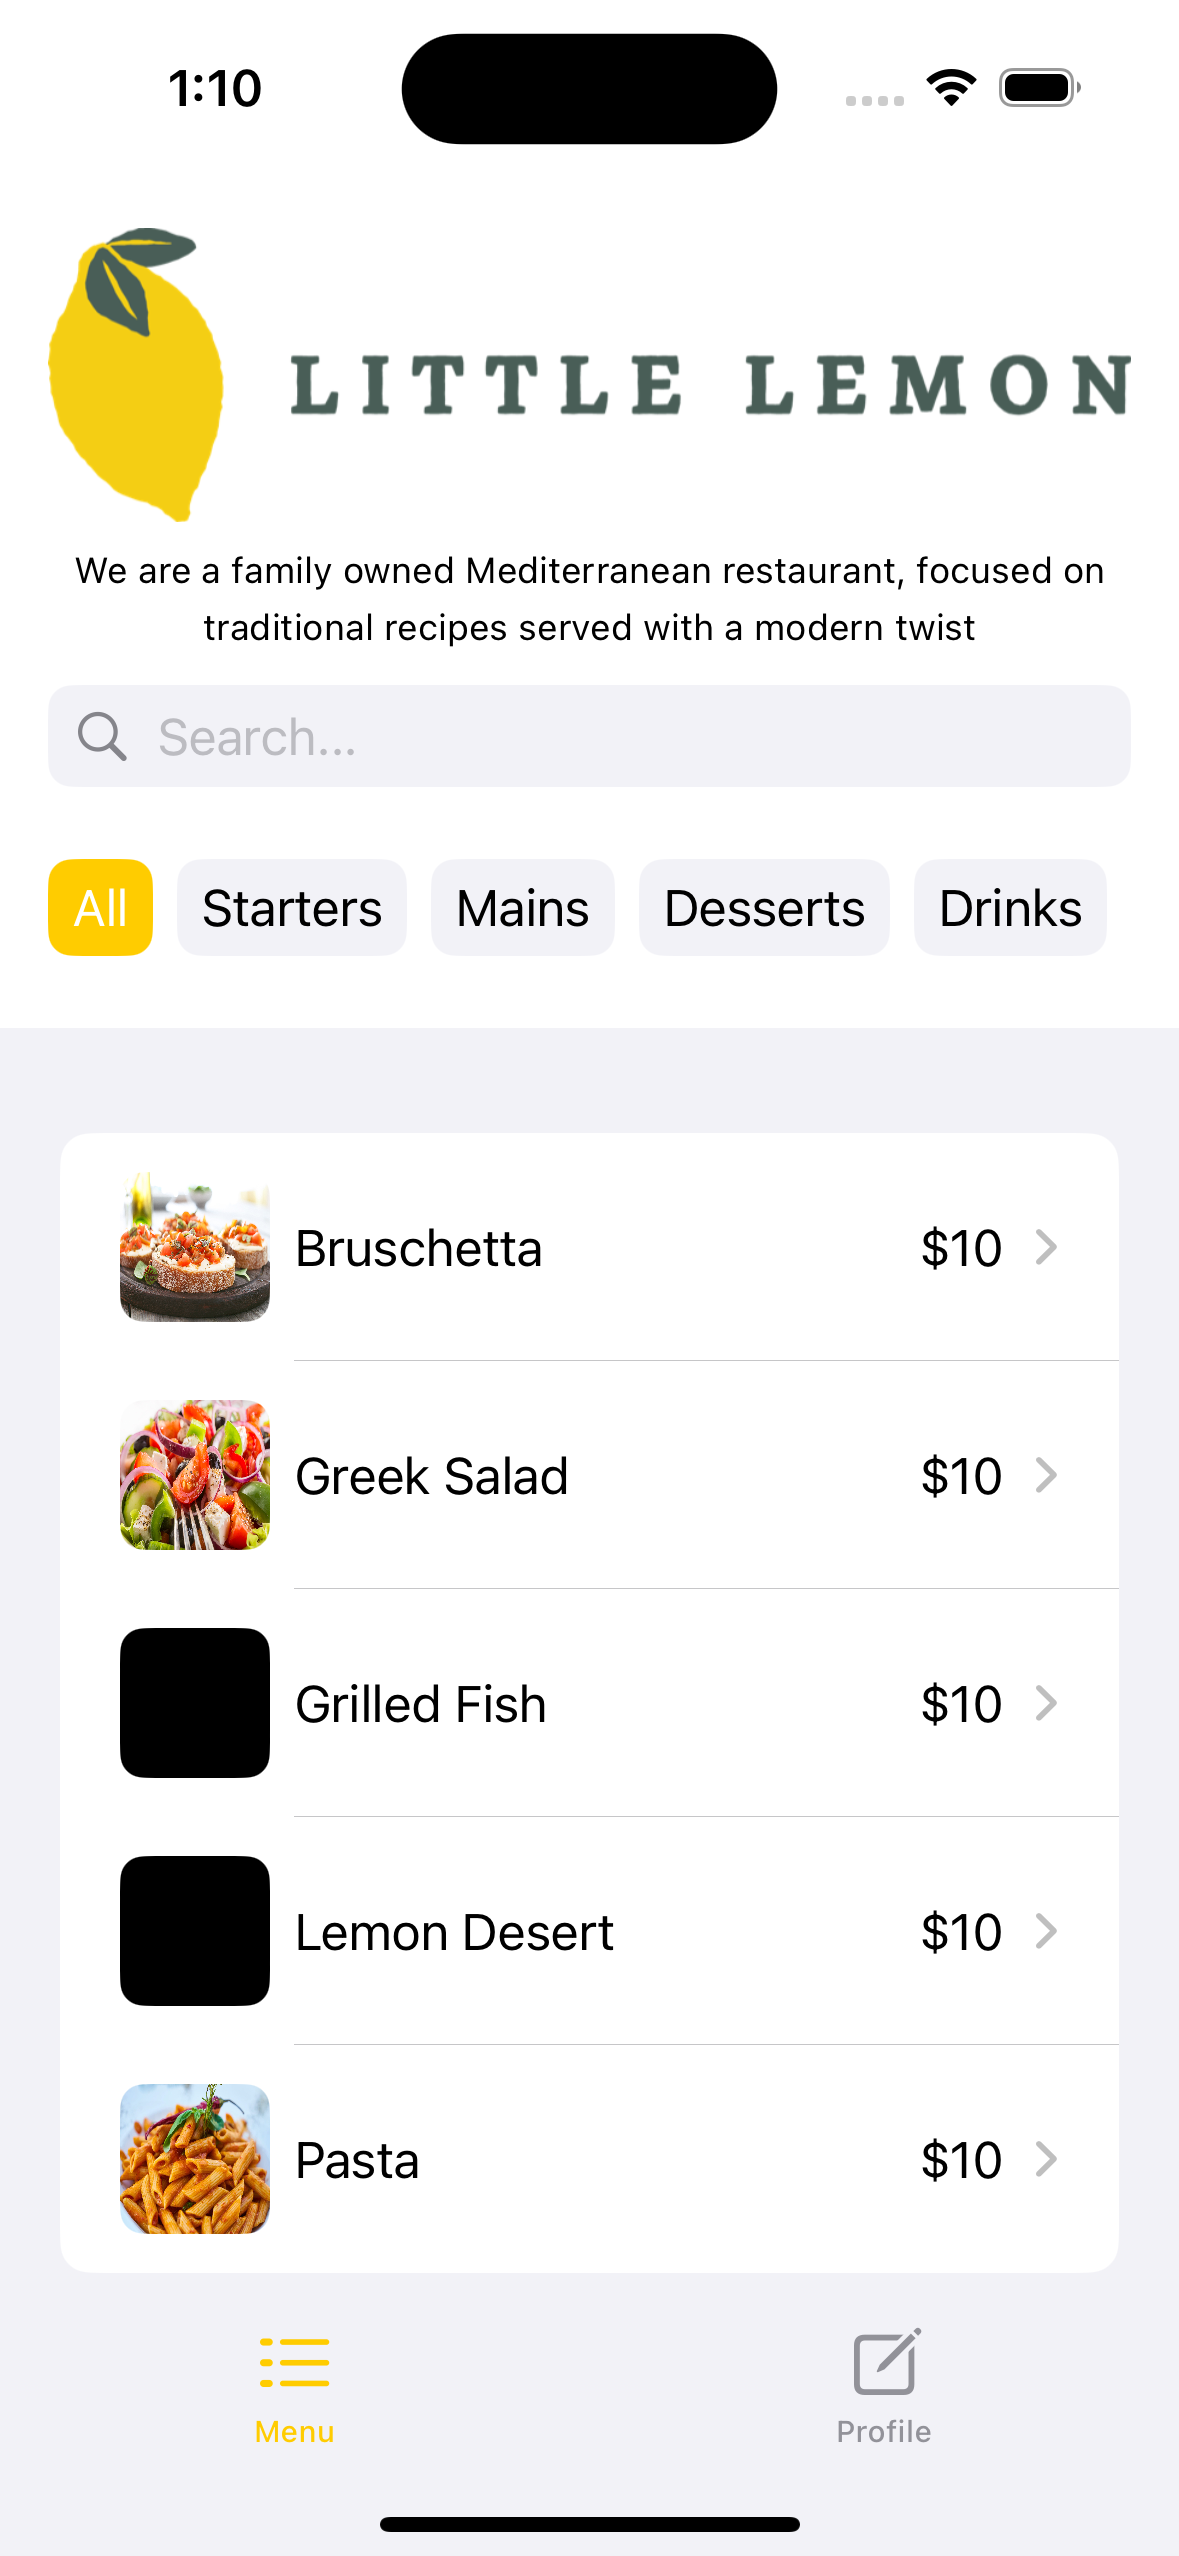 1:10
LITTLE LEMON
We are a family owned Mediterranean restaurant, focused on
traditional recipes served with a modern twist
Search...
All Starters Mains Desserts Drinks
Bruschetta $10
Greek Salad $10
Grilled Fish $10
Lemon Desert $10
Pasta $10
Menu Profile